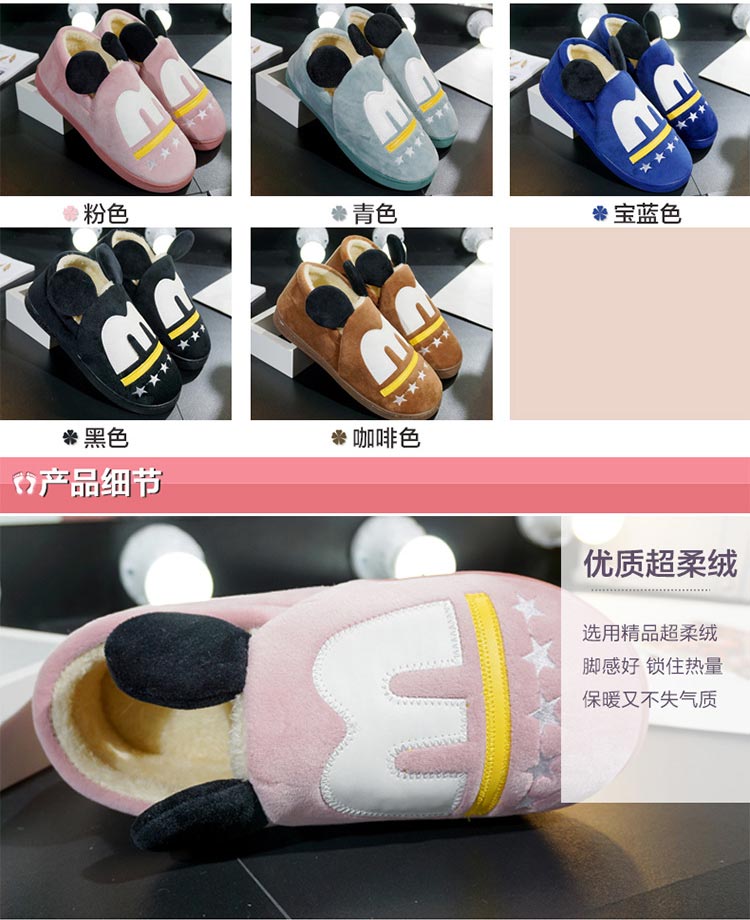 粉色
青色
宝蓝色
黑色
咖啡色
产品细节
优质超柔绒
选用精品超柔绒
脚感好 锁住热量
保暖又不失气质